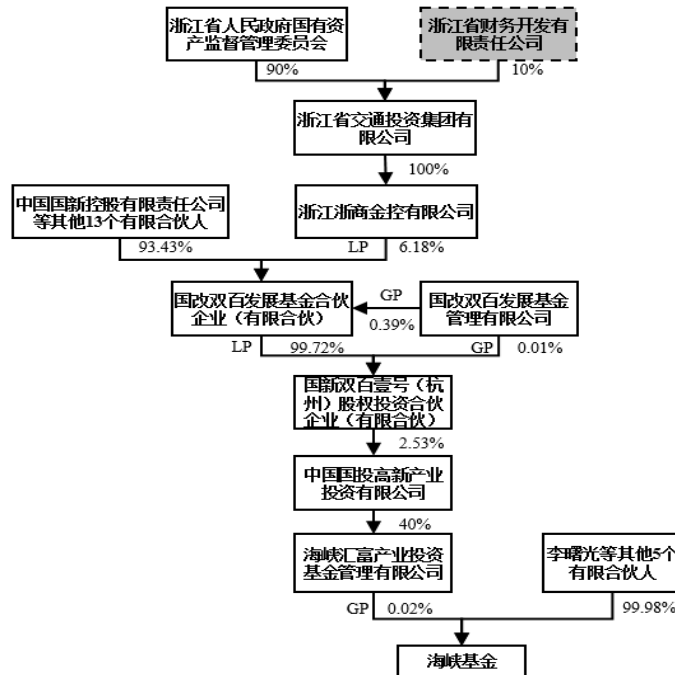 浙江省人民政府国有资
产监督管理委员会
浙江省财务开发有
限责任公司
90%
10%
浙江省交通投资集团有
限公司
100%
中国国新控股有限责任公司
等其他13个有限合伙人
浙江浙商金控有限公司
93.43%
LP
6.18%
国改双百发展基金合伙
企业（有限合伙）
GP
0.39%
国改双百发展基金
管理有限公司
LP
99.72%
GP
0.01%
国新双百壹号（杭
州）股权投资合伙
企业（有限合伙）
2.53%
中国国投高新产业
投资有限公司
40%
海峡汇富产业投资
基金管理有限公司
李曙光等其他5个
有限合伙人
GP
0.02%
99.98%
海峡基金